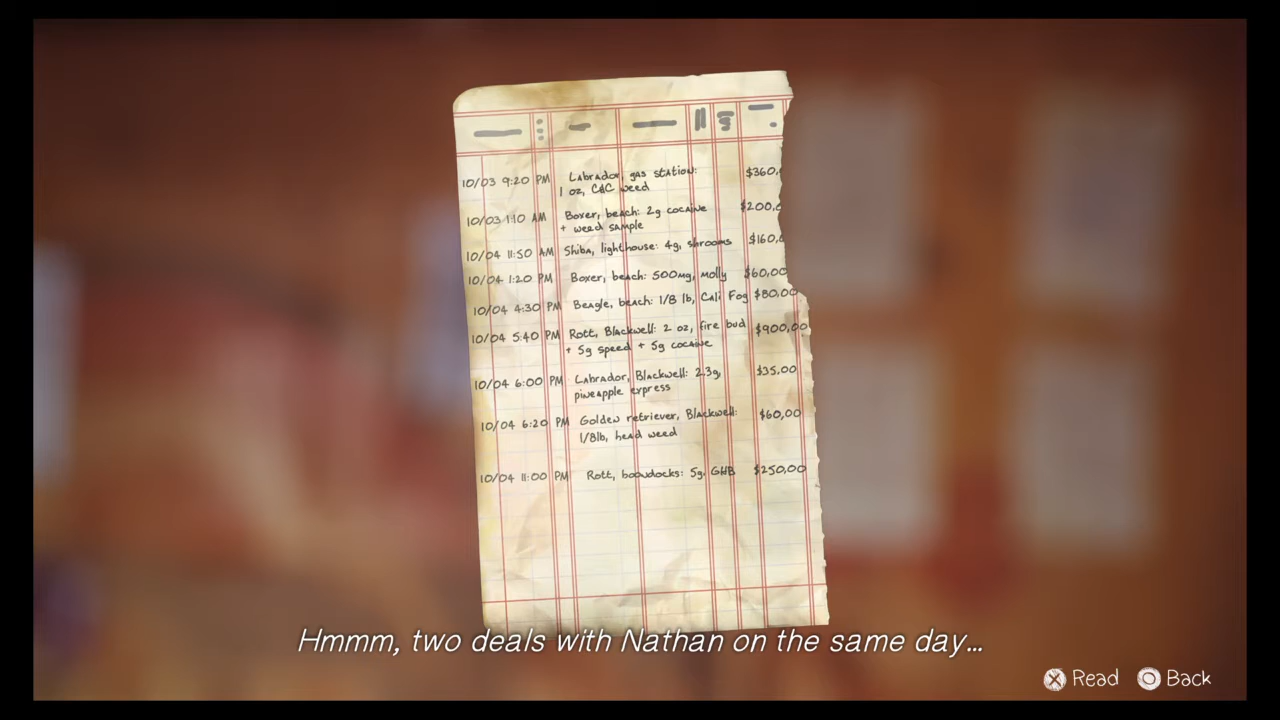 10/03 9:20 PM Labrador, gas station: $360,
1 oz, C&C weed
10/03 1:10 AM Boxer, beach: 2g cocaine $200,
+ weed sample
10/04 11:50 AM Shiba, lighthouse: 4g, shrooms $160,
10/04 1:20 PM Boxer, beach: 500mg, molly $60,00
10/04 4:30 PM Beagle, beach: 1/8 lb, Cali Fog $80,00
10/04 5:40 PM Rott, Blackwell: 2 oz, fire bud $900,00
+ 5g speed + 5g cocaine
10/04 6:00 PM Labrador, Blackwell: 2.3g, $35,00
pineapple express
10/04 6:20 PM Golden retriever, Blackwell: $60,00
1/8lb, head weed
10/04 11:00 PM Rott, boowdocks: 5g. GHB $250,00
Hmmm, two deals with Nathan on the same day...
Read Back